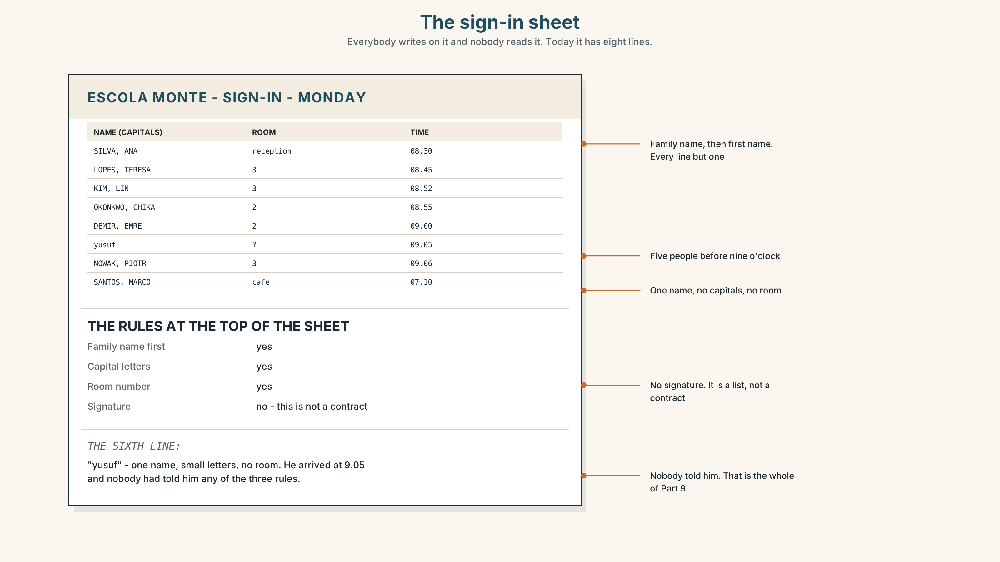 The sign-in sheet
Everybody writes on it and nobody reads it. Today it has eight lines.
ESCOLA MONTE - SIGN-IN - MONDAY
NAME (CAPITALS) ROOM TIME
SILVA, ANA reception 08.30
LOPES, TERESA 3 08.45
KIM, LIN 3 08.52
OKONKWO, CHIKA 2 08.55
DEMIR, EMRE 2 09.00
yusuf ? 09.05
NOWAK, PIOTR 3 09.06
SANTOS, MARCO cafe 07.10
THE RULES AT THE TOP OF THE SHEET
Family name first yes
Capital letters yes
Room number yes
Signature no - this is not a contract
THE SIXTH LINE:
"yusuf" - one name, small letters, no room. He arrived at 9.05
and nobody had told him any of the three rules.
Family name, then first name.
Every line but one
Five people before nine o'clock
One name, no capitals, no room
No signature. It is a list, not a
contract
Nobody told him. That is the whole
of Part 9